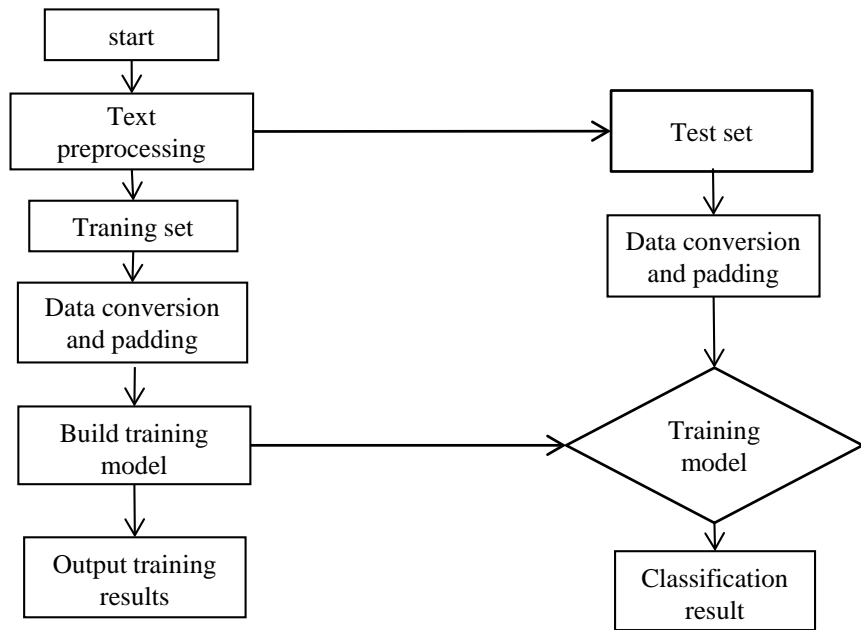 start
Text
preprocessing
Traning set
Data conversion
and padding
Build training
model
Output training
results
Test set
Data conversion
and padding
Training
model
Classification
result